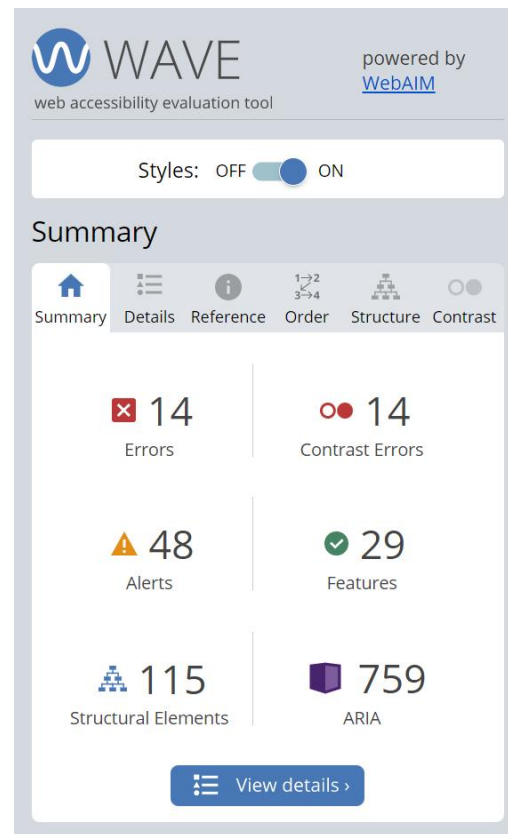 WAVE
powered by
WebAIM
web accessibility evaluation tool
Styles: OFF ON
Summary
1→2
3→4
Summary Details Reference Order Structure Contrast
14 14
Errors Contrast Errors
48 29
Alerts Features
115 759
Structural Elements ARIA
View details ›